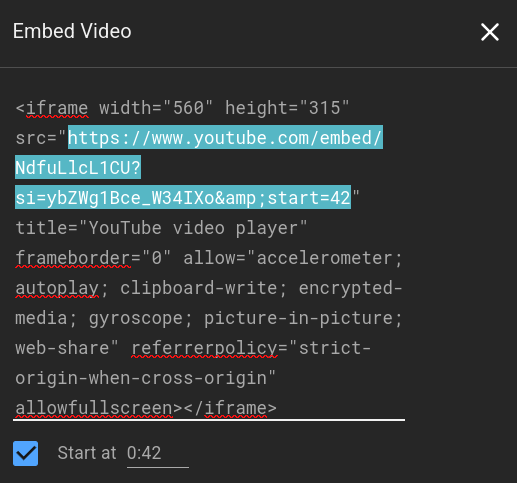 Embed Video
<iframe width="560" height="315"
src="https://www.youtube.com/embed/
NdfuLlcL1CU?
si=ybZWg1Bce_W34IXo&amp;start=42"
title="YouTube video player"
frameborder="0" allow="accelerometer;
autoplay; clipboard-write; encrypted-
media; gyroscope; picture-in-picture;
web-share" referrerpolicy="strict-
origin-when-cross-origin"
allowfullscreen></iframe>
Start at 0:42